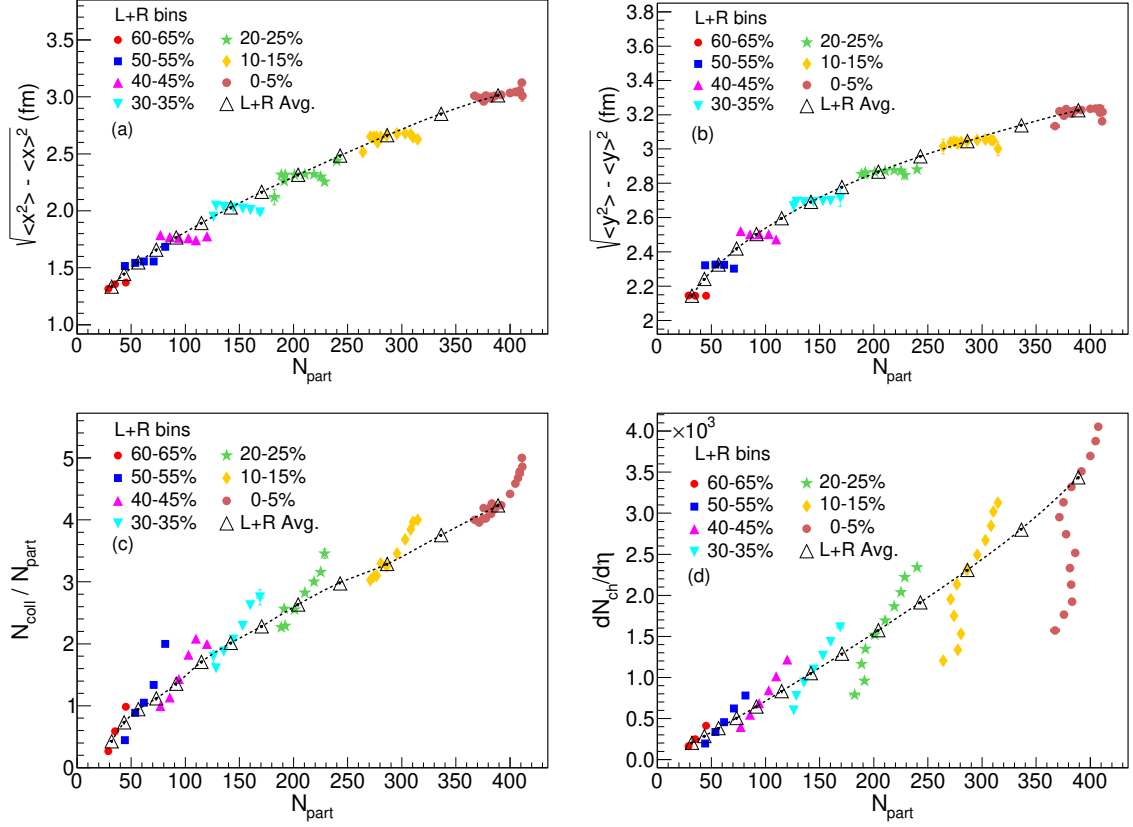 L+R bins
60-65%
50-55%
40-45%
30-35%
20-25%
10-15%
0-5%
L+R Avg.
(a)
√<x²> - <x>² (fm)
3.5
3.0
2.5
2.0
1.5
1.0
0 50 100 150 200 250 300 350 400
N_part
L+R bins
60-65%
50-55%
40-45%
30-35%
20-25%
10-15%
0-5%
L+R Avg.
(b)
√<y²> - <y>² (fm)
3.8
3.6
3.4
3.2
3.0
2.8
2.6
2.4
2.2
2
0 50 100 150 200 250 300 350 400
N_part
L+R bins
60-65%
50-55%
40-45%
30-35%
20-25%
10-15%
0-5%
L+R Avg.
(c)
N_coll / N_part
5
4
3
2
1
0
0 50 100 150 200 250 300 350 400
N_part
×10³
L+R bins
60-65%
50-55%
40-45%
30-35%
20-25%
10-15%
0-5%
L+R Avg.
(d)
dN_ch/dη
4.0
3.5
3.0
2.5
2.0
1.5
1.0
0.5
0
0 50 100 150 200 250 300 350 400
N_part